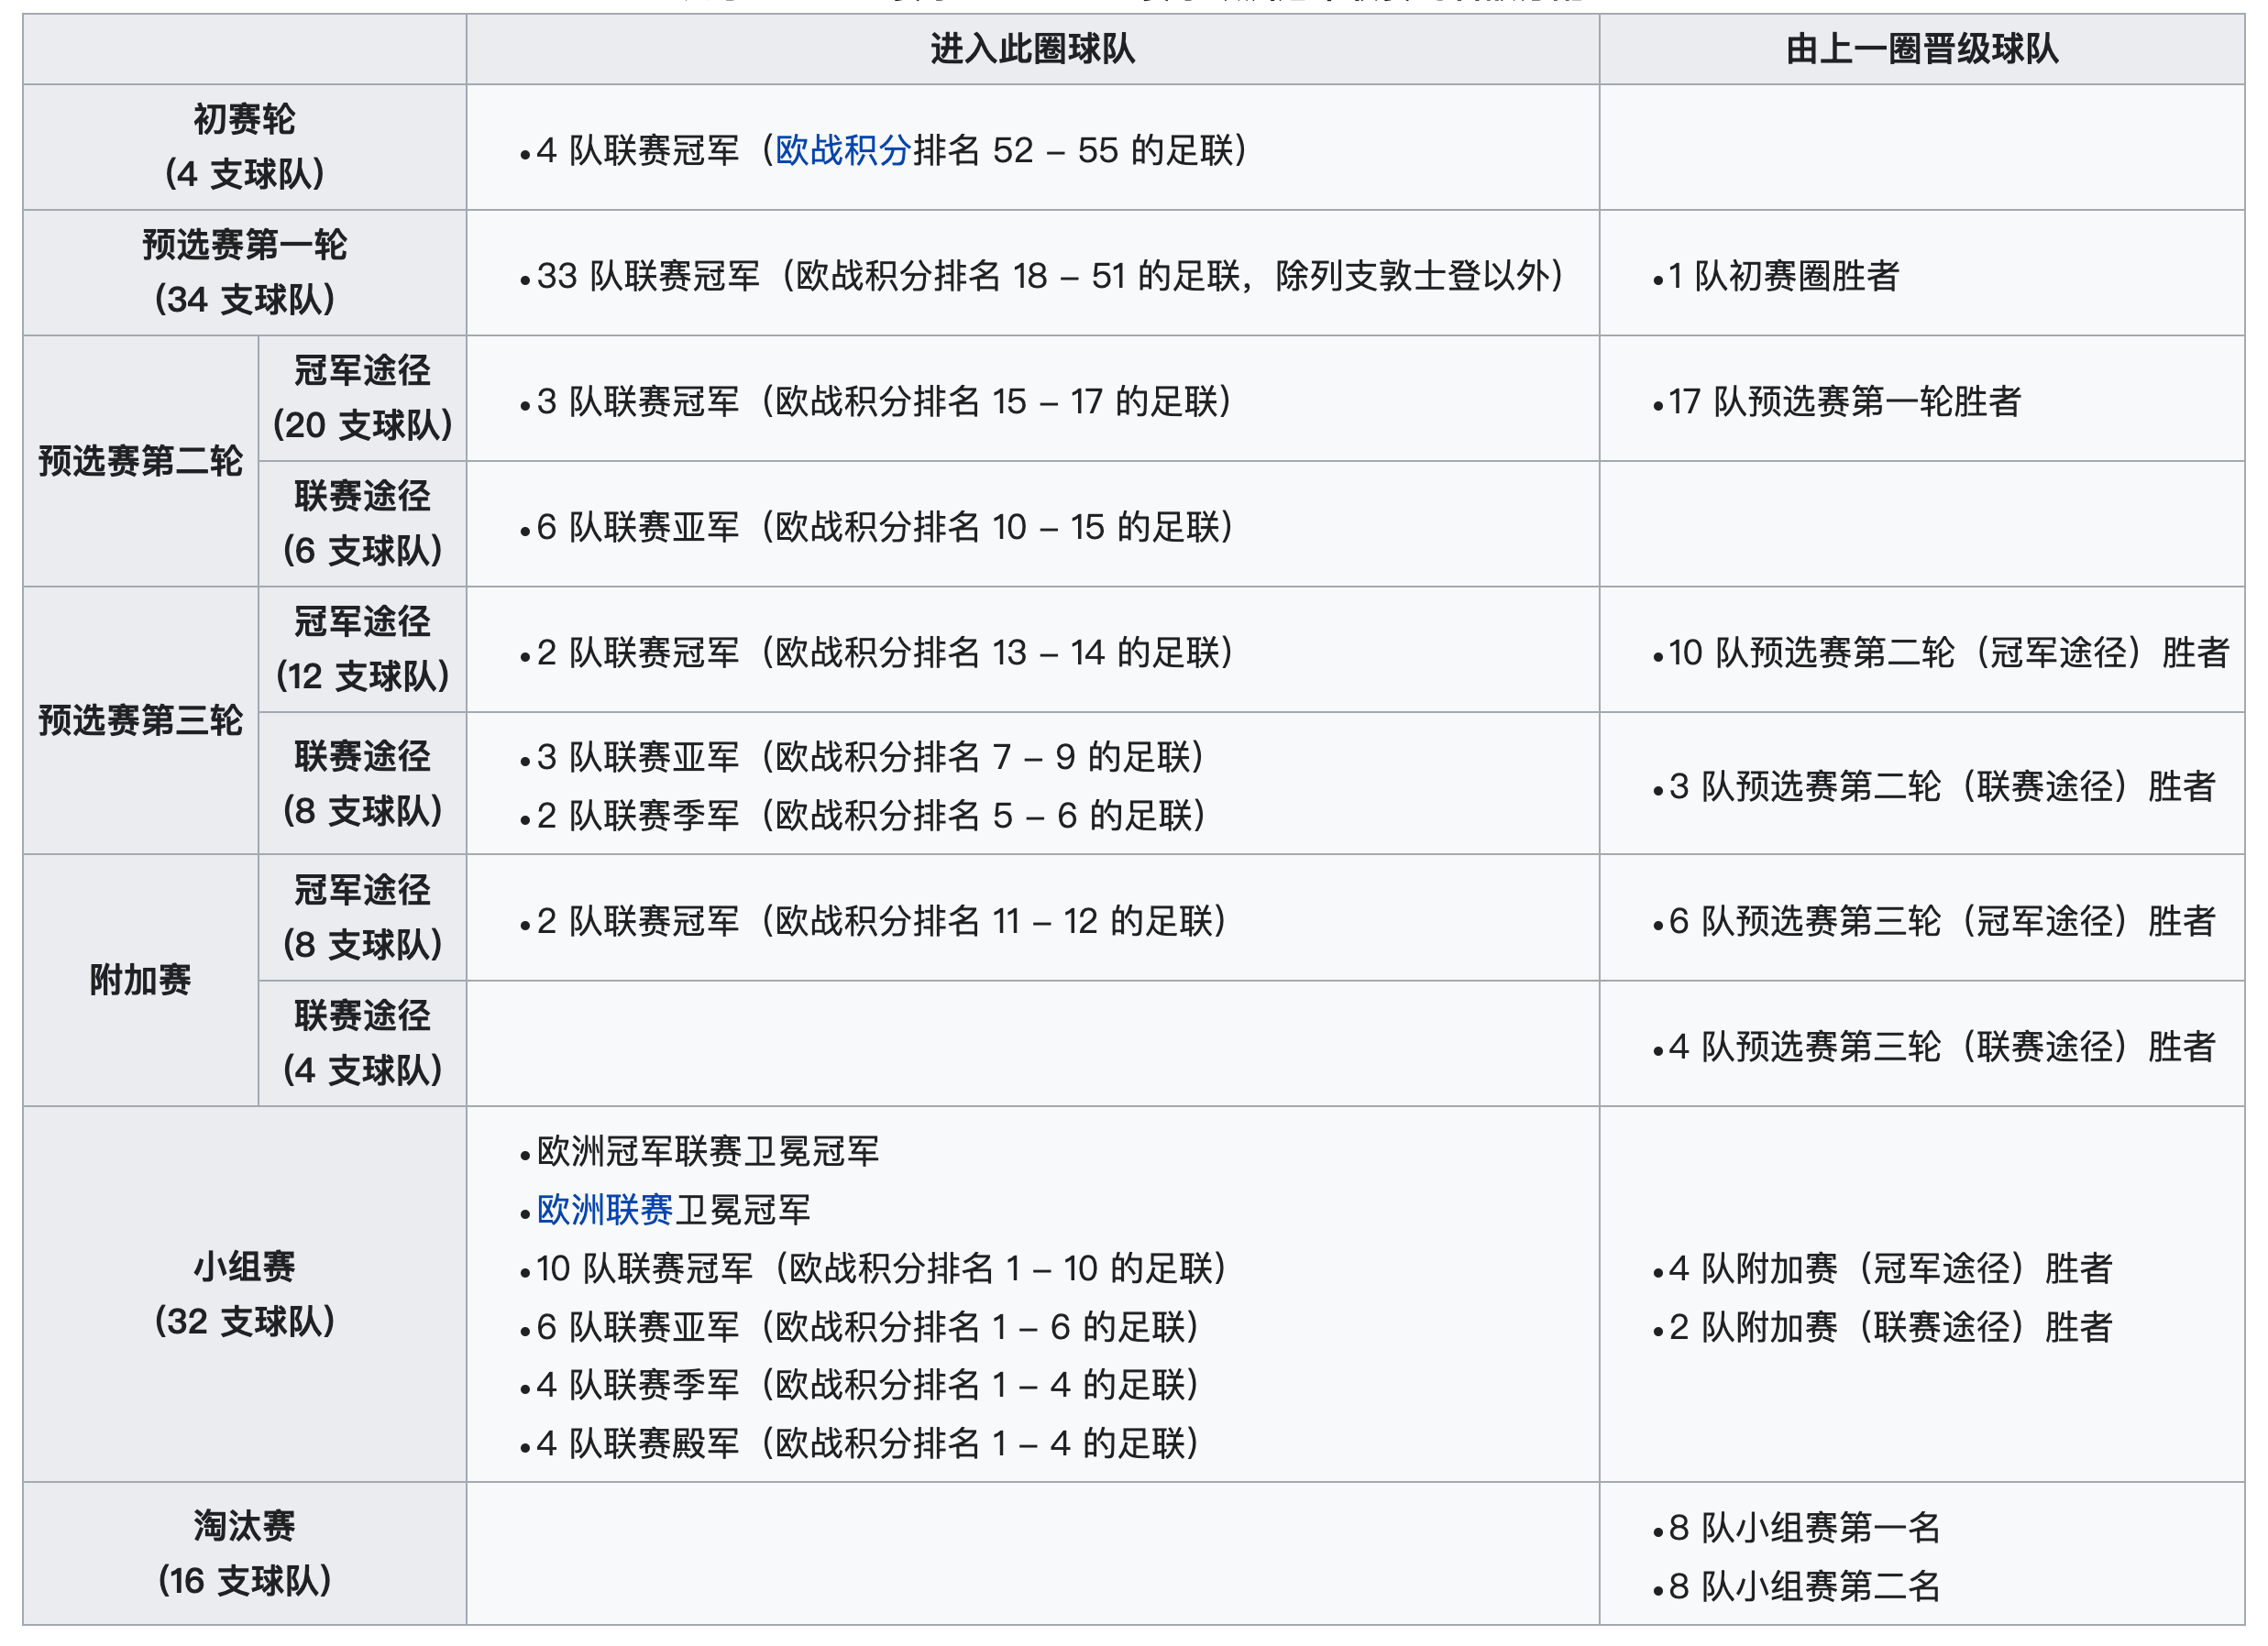 进入此圈球队 由上一圈晋级球队
初赛轮
(4 支球队)
•4 队联赛冠军（欧战积分排名 52 – 55 的足联）
预选赛第一轮
(34 支球队)
•33 队联赛冠军（欧战积分排名 18 – 51 的足联，除列支敦士登以外）
•1 队初赛圈胜者
预选赛第二轮
冠军途径
(20 支球队)
•3 队联赛冠军（欧战积分排名 15 – 17 的足联）
•17 队预选赛第一轮胜者
联赛途径
(6 支球队)
•6 队联赛亚军（欧战积分排名 10 – 15 的足联）
预选赛第三轮
冠军途径
(12 支球队)
•2 队联赛冠军（欧战积分排名 13 – 14 的足联）
•10 队预选赛第二轮（冠军途径）胜者
联赛途径
(8 支球队)
•3 队联赛亚军（欧战积分排名 7 – 9 的足联）
•2 队联赛季军（欧战积分排名 5 – 6 的足联）
•3 队预选赛第二轮（联赛途径）胜者
附加赛
冠军途径
(8 支球队)
•2 队联赛冠军（欧战积分排名 11 – 12 的足联）
•6 队预选赛第三轮（冠军途径）胜者
联赛途径
(4 支球队)
•4 队预选赛第三轮（联赛途径）胜者
小组赛
(32 支球队)
•欧洲冠军联赛卫冕冠军
•欧洲联赛卫冕冠军
•10 队联赛冠军（欧战积分排名 1 – 10 的足联）
•6 队联赛亚军（欧战积分排名 1 – 6 的足联）
•4 队联赛季军（欧战积分排名 1 – 4 的足联）
•4 队联赛殿军（欧战积分排名 1 – 4 的足联）
•4 队附加赛（冠军途径）胜者
•2 队附加赛（联赛途径）胜者
淘汰赛
(16 支球队)
•8 队小组赛第一名
•8 队小组赛第二名